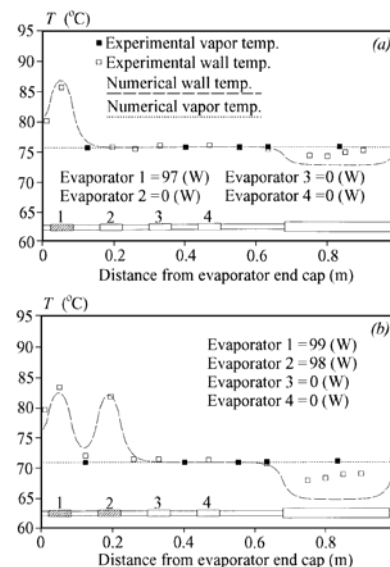 T (°C)
95
90
85
80
75
70
65
60
(a)
■ Experimental vapor temp.
□ Experimental wall temp.
Numerical wall temp.
Numerical vapor temp.
Evaporator 1 =97 (W) Evaporator 3 =0 (W)
Evaporator 2 =0 (W) Evaporator 4 =0 (W)
1 2 3 4
0 0.2 0.4 0.6 0.8
Distance from evaporator end cap (m)
T (°C)
95
90
85
80
75
70
65
60
(b)
Evaporator 1 =99 (W)
Evaporator 2 =98 (W)
Evaporator 3 =0 (W)
Evaporator 4 =0 (W)
1 2 3 4
0 0.2 0.4 0.6 0.8
Distance from evaporator end cap (m)